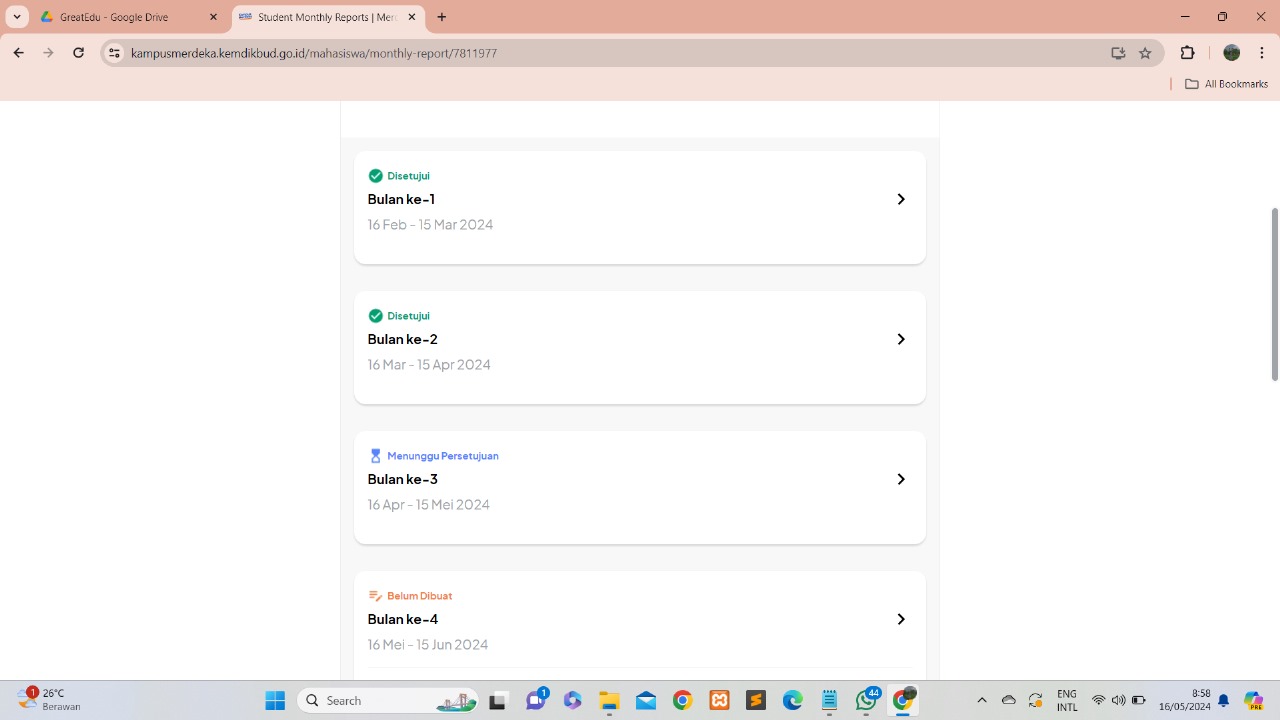 GreatEdu - Google Drive
Student Monthly Reports | Mer
kampusmerdeka.kemdikbud.go.id/mahasiswa/monthly-report/7811977
All Bookmarks
Disetujui
Bulan ke-1
16 Feb - 15 Mar 2024
Disetujui
Bulan ke-2
16 Mar - 15 Apr 2024
Menunggu Persetujuan
Bulan ke-3
16 Apr - 15 Mei 2024
Belum Dibuat
Bulan ke-4
16 Mei - 15 Jun 2024
1
26°C
Berawan
Search
1
44
ENG
INTL
8:58
16/05/2024
PRE